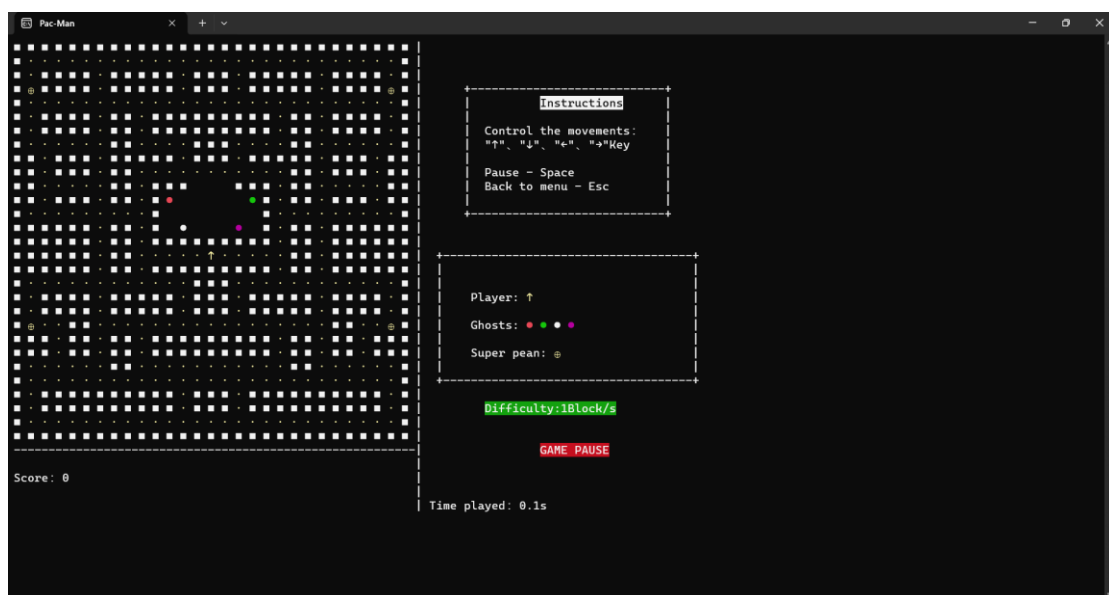 Pac-Man
Instructions
Control the movements:
"↑"、"↓"、"←"、"→"Key
Pause - Space
Back to menu - Esc
Player: ↑
Ghosts:
Super pean:
Difficulty:1Block/s
GAME PAUSE
Score: 0
Time played: 0.1s